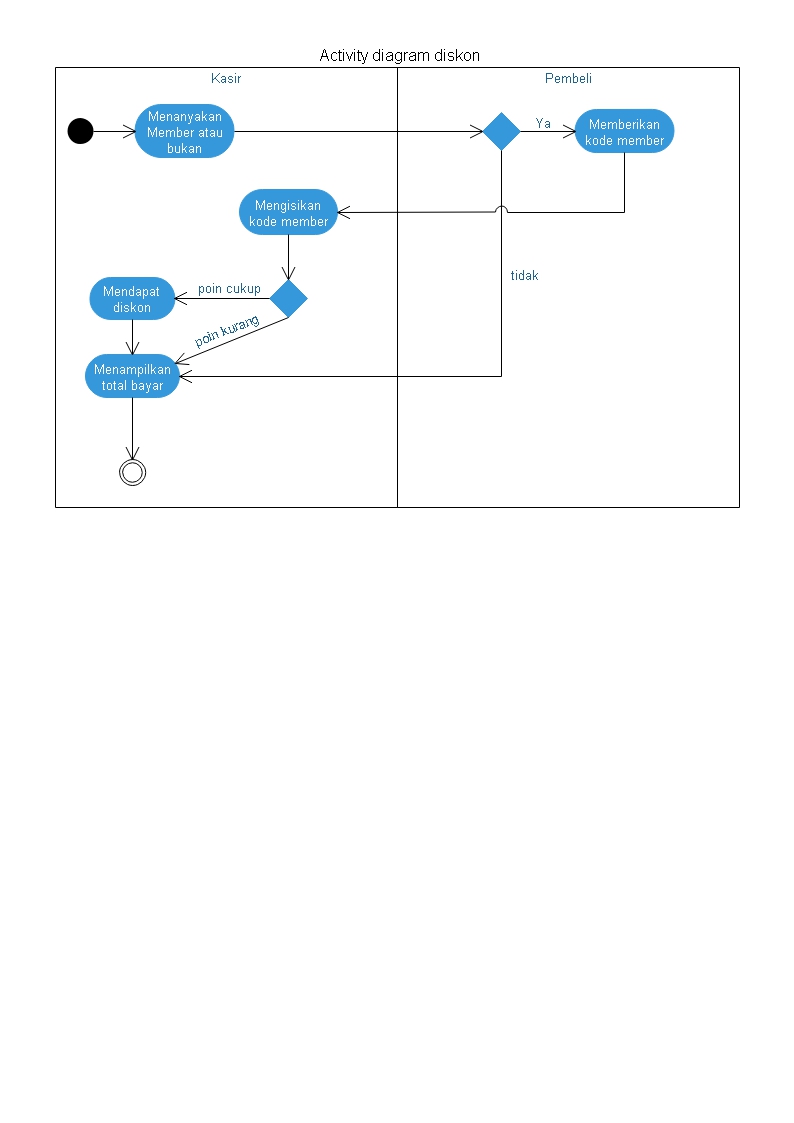 Activity diagram diskon
Kasir
Pembeli
Menanyakan
Member atau
bukan
Ya
Memberikan
kode member
Mengisikan
kode member
tidak
poin cukup
Mendapat
diskon
poin kurang
Menampilkan
total bayar